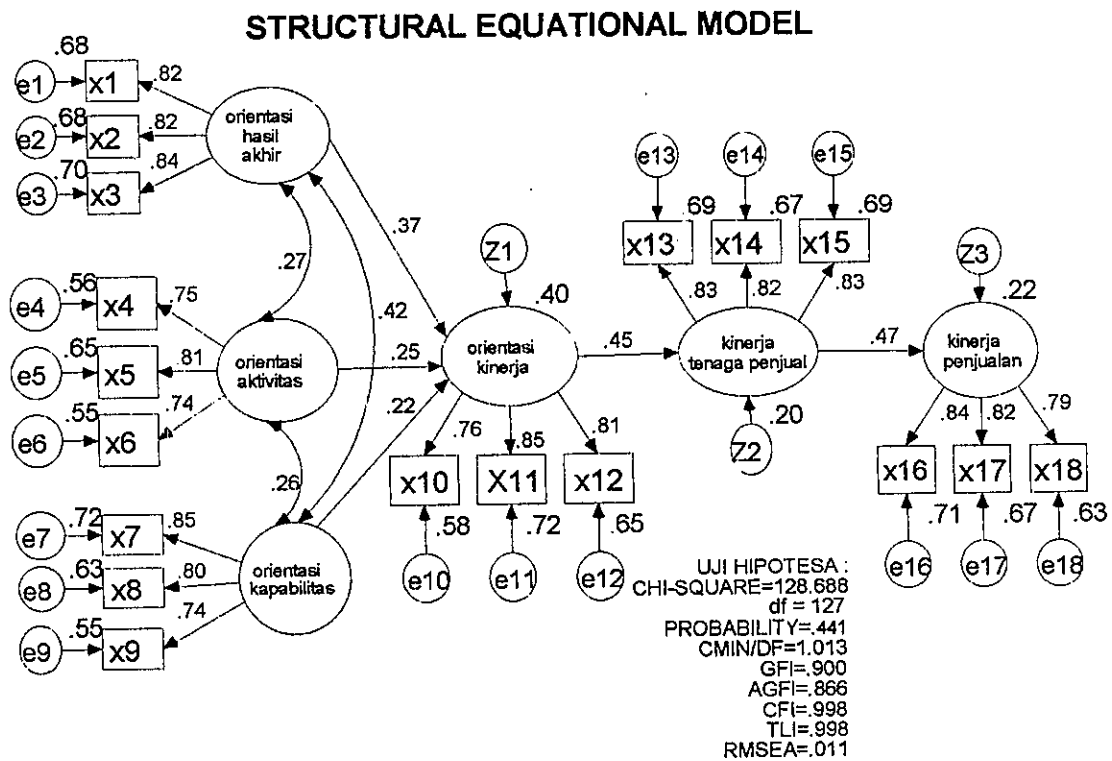 STRUCTURAL EQUATIONAL MODEL
.68
e1
x1
.82
.68
e2
x2
.82
.70
e3
x3
.84
orientasi
hasil
akhir
.27
.42
.37
.56
e4
x4
.75
.65
e5
x5
.81
.55
e6
x6
.74
orientasi
aktivitas
.25
.26
.22
.72
e7
x7
.85
.63
e8
x8
.80
.55
e9
x9
.74
orientasi
kapabilitas
Z1
.40
orientasi
kinerja
.76
.85
.81
x10
X11
x12
.58
.72
.65
e10
e11
e12
.45
e13
e14
e15
.69
.67
.69
x13
x14
x15
.83
.82
.83
kinerja
tenaga penjual
.20
Z2
.47
Z3
.22
kinerja
penjualan
.84
.82
.79
x16
x17
x18
.71
.67
.63
e16
e17
e18
UJI HIPOTESA :
CHI-SQUARE=128.688
df = 127
PROBABILITY=.441
CMIN/DF=1.013
GFI=.900
AGFI=.866
CFI=.998
TLI=.998
RMSEA=.011